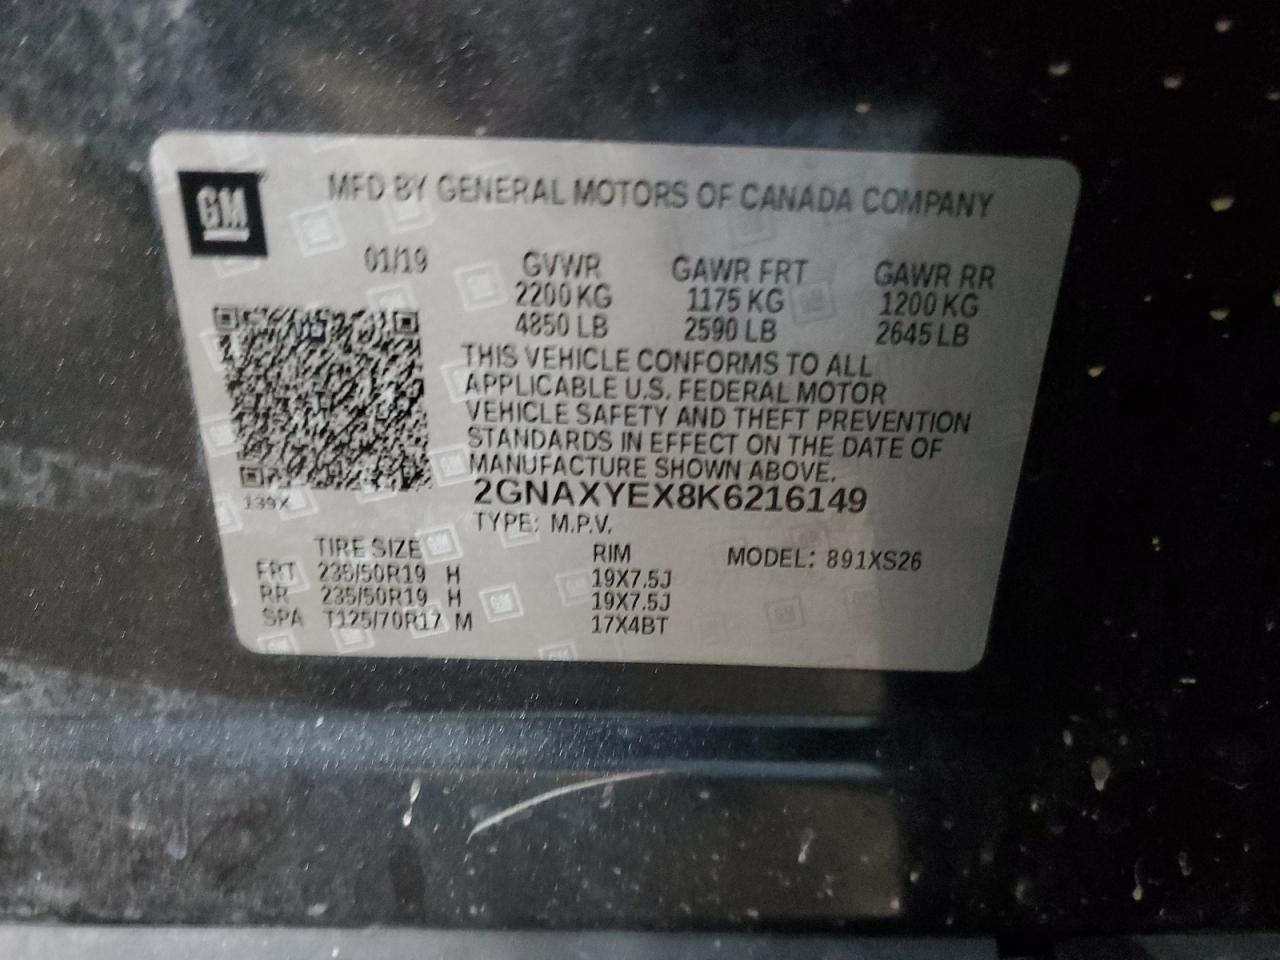 GM
MFD BY GENERAL MOTORS OF CANADA COMPANY
01/19 GVWR GAWR FRT GAWR RR
2200 KG 1175 KG 1200 KG
4850 LB 2590 LB 2645 LB
THIS VEHICLE CONFORMS TO ALL
APPLICABLE U.S. FEDERAL MOTOR
VEHICLE SAFETY AND THEFT PREVENTION
STANDARDS IN EFFECT ON THE DATE OF
MANUFACTURE SHOWN ABOVE.
139X
2GNAXYEX8K6216149
TYPE: M.P.V.
TIRE SIZE RIM MODEL: 891XS26
FRT 235/50R19 H 19X7.5J
RR 235/50R19 H 19X7.5J
SPA T125/70R17 M 17X4BT